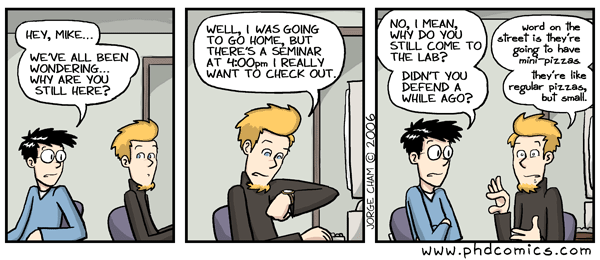 HEY, MIKE...
WE'VE ALL BEEN
WONDERING...
WHY ARE YOU
STILL HERE?
WELL, I WAS GOING
TO GO HOME, BUT
THERE'S A SEMINAR
AT 4:00pm I REALLY
WANT TO CHECK OUT.
JORGE CHAM © 2006
NO, I MEAN,
WHY DO YOU
STILL COME TO
THE LAB?
DIDN'T YOU
DEFEND A
WHILE AGO?
word on the
street is they're
going to have
mini-pizzas.
they're like
regular pizzas,
but small.
www.phdcomics.com